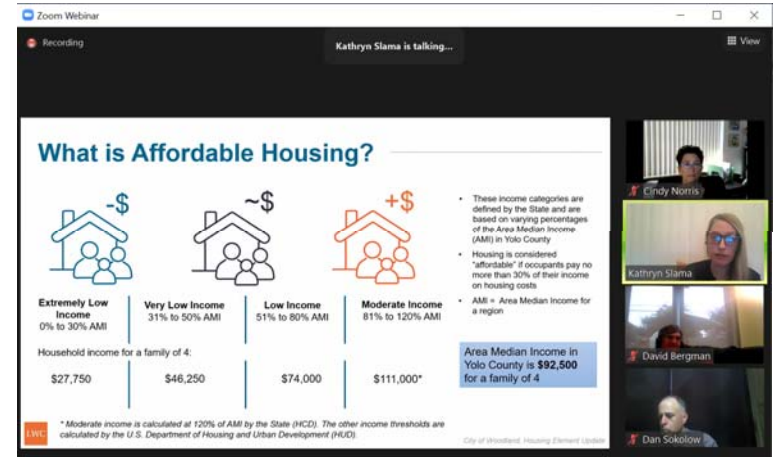 Zoom Webinar
Recording
Kathryn Slama is talking...
View
What is Affordable Housing?
-$
~$
+$
Extremely Low
Income
0% to 30% AMI
Very Low Income
31% to 50% AMI
Low Income
51% to 80% AMI
Moderate Income
81% to 120% AMI
Household income for a family of 4:
$27,750
$46,250
$74,000
$111,000*
• These income categories are
defined by the State and are
based on varying percentages
of the Area Median Income
(AMI) in Yolo County
• Housing is considered
"affordable" if occupants pay no
more than 30% of their income
on housing costs
• AMI = Area Median Income for
a region
Area Median Income in
Yolo County is $92,500
for a family of 4
* Moderate income is calculated at 120% of AMI by the State (HCD). The other income thresholds are
calculated by the U.S. Department of Housing and Urban Development (HUD).
LWC
City of Woodland, Housing Element Update
Cindy Norris
Kathryn Slama
David Bergman
Dan Sokolow